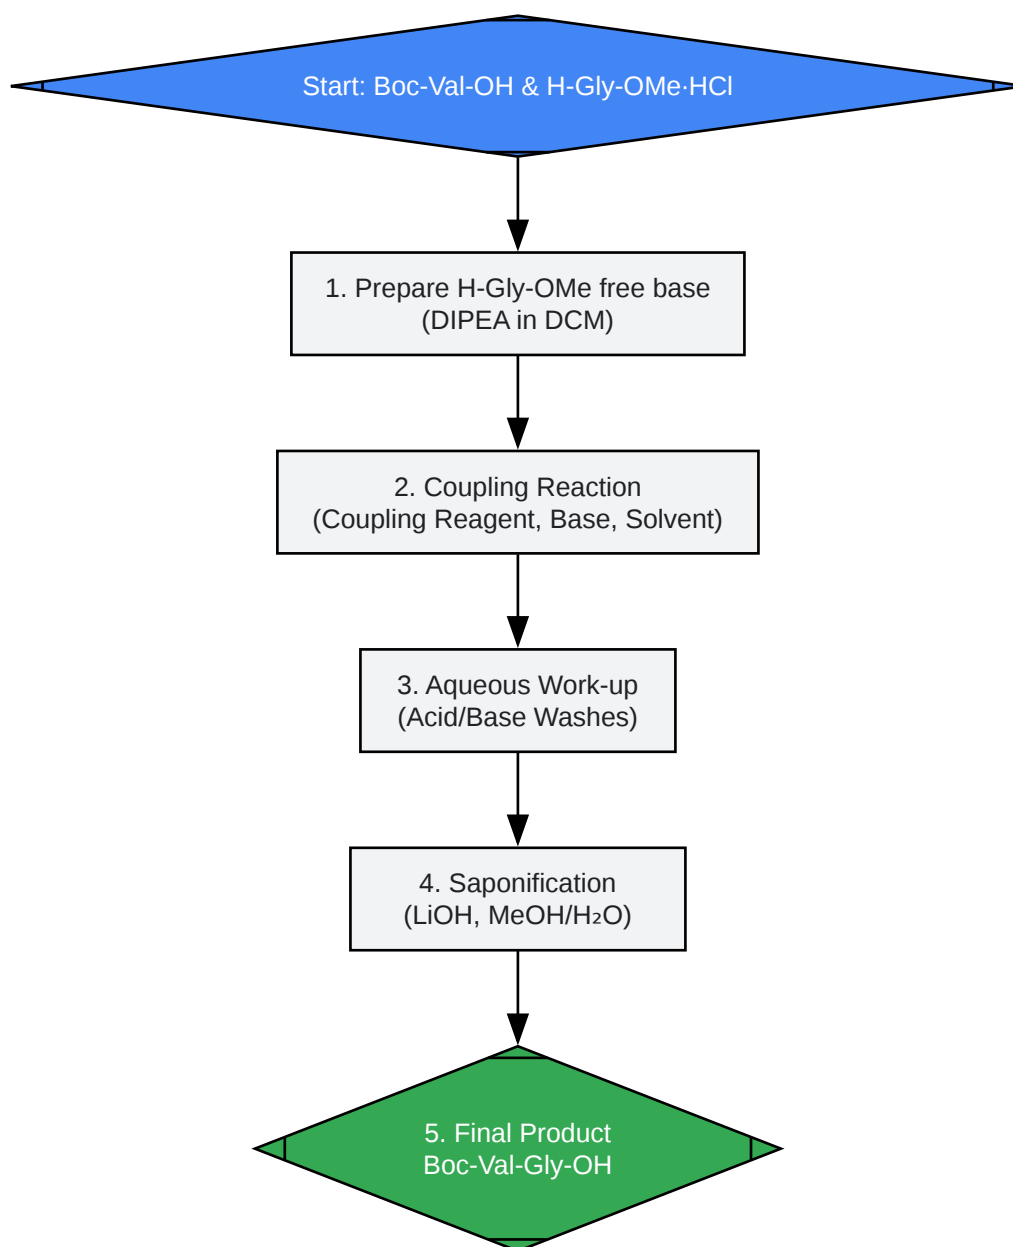 Start: Boc-Val-OH & H-Gly-OMe·HCl
1. Prepare H-Gly-OMe free base
(DIPEA in DCM)
2. Coupling Reaction
(Coupling Reagent, Base, Solvent)
3. Aqueous Work-up
(Acid/Base Washes)
4. Saponification
(LiOH, MeOH/H₂O)
5. Final Product
Boc-Val-Gly-OH